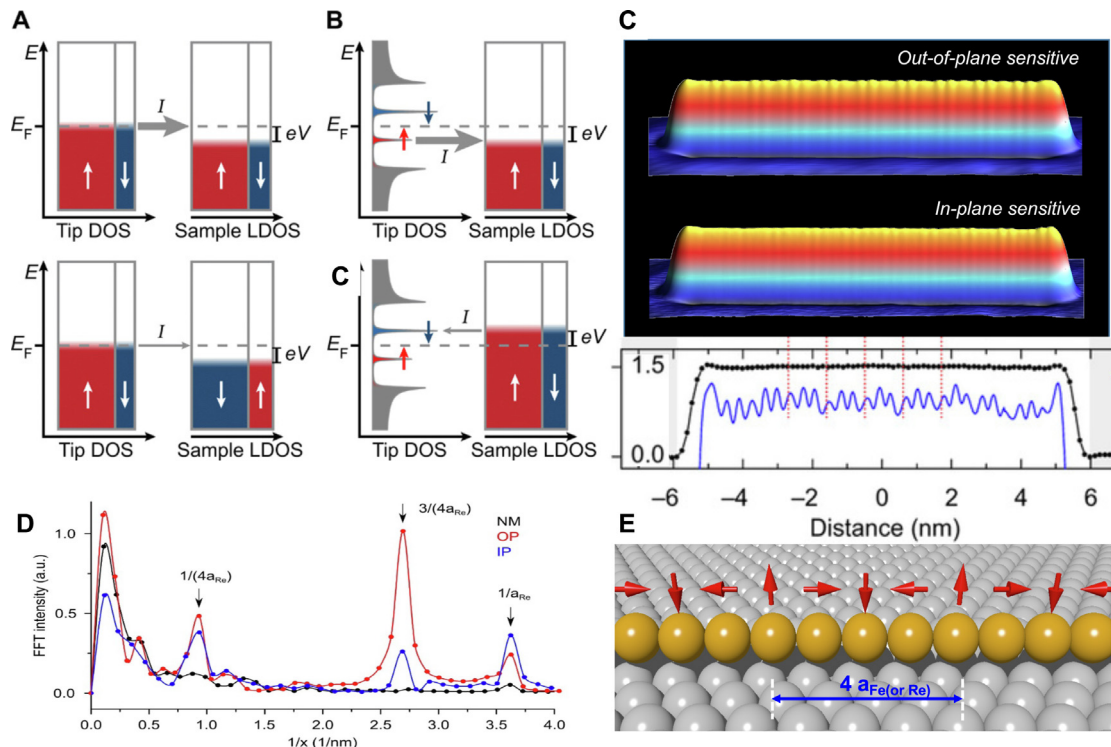 A
E
I
E_F
eV
Tip DOS
Sample LDOS
E
I
E_F
eV
Tip DOS
Sample LDOS
B
E
E_F
I
eV
Tip DOS
Sample LDOS
C
E
I
E_F
eV
Tip DOS
Sample LDOS
C
Out-of-plane sensitive
In-plane sensitive
1.5
0.0
−6 −4 −2 0 2 4 6
Distance (nm)
D
3/(4a_Re)
NM
OP
IP
1/(4a_Re)
1/a_Re
1.0
0.5
0.0
FFT intensity (a.u.)
0.0 0.5 1.0 1.5 2.0 2.5 3.0 3.5 4.0
1/x (1/nm)
E
4 a_Fe(or Re)